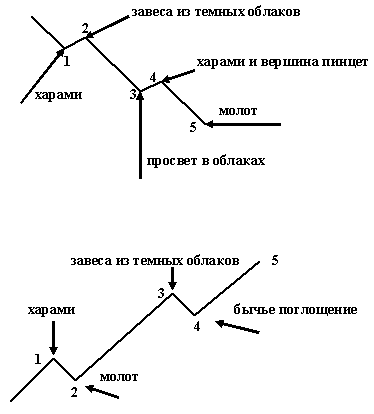 завеса из темных облаков
2
харами и вершина пинцет
1
4
харами
3
молот
5
просвет в облаках
завеса из темных облаков
5
3
харами
бычье поглощение
4
1
молот
2